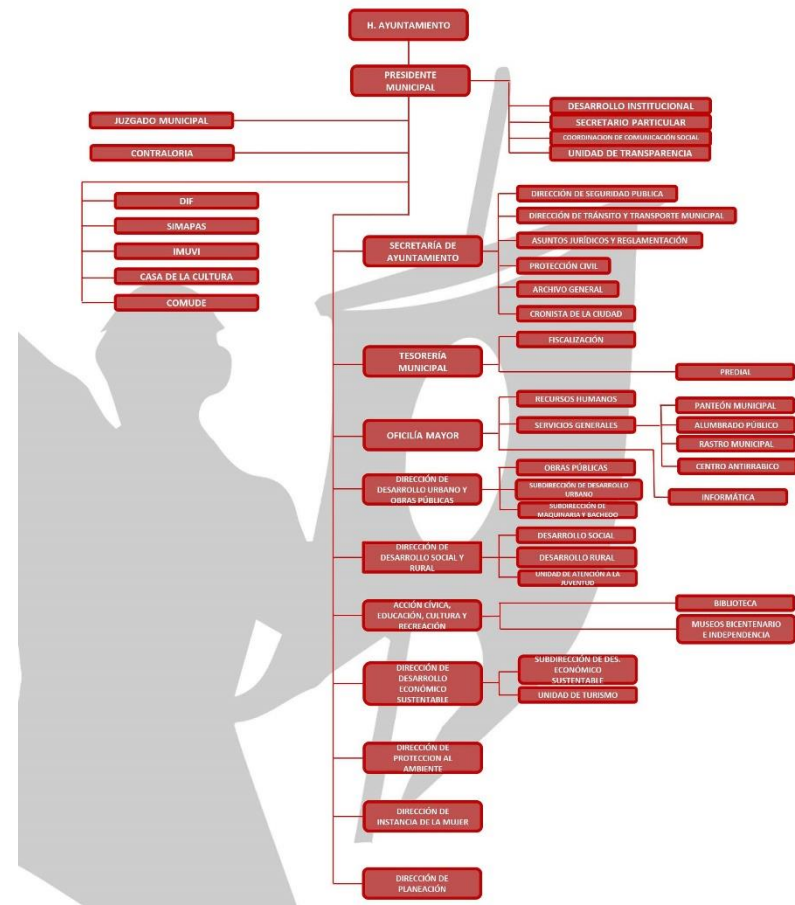 H. AYUNTAMIENTO
PRESIDENTE
MUNICIPAL
DESARROLLO INSTITUCIONAL
SECRETARIO PARTICULAR
COORDINACION DE COMUNICACIÓN SOCIAL
UNIDAD DE TRANSPARENCIA
JUZGADO MUNICIPAL
CONTRALORIA
DIF
SIMAPAS
IMUVI
CASA DE LA CULTURA
COMUDE
SECRETARÍA DE
AYUNTAMIENTO
DIRECCIÓN DE SEGURIDAD PUBLICA
DIRECCIÓN DE TRÁNSITO Y TRANSPORTE MUNICIPAL
ASUNTOS JURÍDICOS Y REGLAMENTACIÓN
PROTECCIÓN CIVIL
ARCHIVO GENERAL
CRONISTA DE LA CIUDAD
TESORERÍA
MUNICIPAL
FISCALIZACIÓN
PREDIAL
OFICILÍA MAYOR
RECURSOS HUMANOS
SERVICIOS GENERALES
PANTEÓN MUNICIPAL
ALUMBRADO PÚBLICO
RASTRO MUNICIPAL
CENTRO ANTIRRABICO
INFORMÁTICA
DIRECCIÓN DE
DESARROLLO URBANO Y
OBRAS PÚBLICAS
OBRAS PÚBLICAS
SUBDIRECCIÓN DE DESARROLLO
URBANO
SUBDIRECCIÓN DE
MAQUINARIA Y BACHEO
DIRECCIÓN DE
DESARROLLO SOCIAL Y
RURAL
DESARROLLO SOCIAL
DESARROLLO RURAL
UNIDAD DE ATENCIÓN A LA
JUVENTUD
ACCIÓN CÍVICA,
EDUCACIÓN, CULTURA Y
RECREACIÓN
BIBLIOTECA
MUSEOS BICENTENARIO
E INDEPENDENCIA
DIRECCIÓN DE
DESARROLLO
ECONÓMICO
SUSTENTABLE
SUBDIRECCIÓN DE DES.
ECONÓMICO
SUSTENTABLE
UNIDAD DE TURISMO
DIRECCIÓN DE
PROTECCION AL
AMBIENTE
DIRECCIÓN DE
INSTANCIA DE LA MUJER
DIRECCIÓN DE
PLANEACIÓN